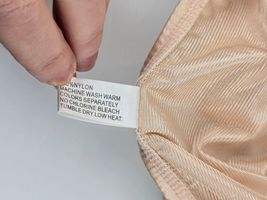 NYLON
MACHINE WASH WARM
COLORS SEPARATELY
NO CHLORINE BLEACH
TUMBLE DRY LOW HEAT.